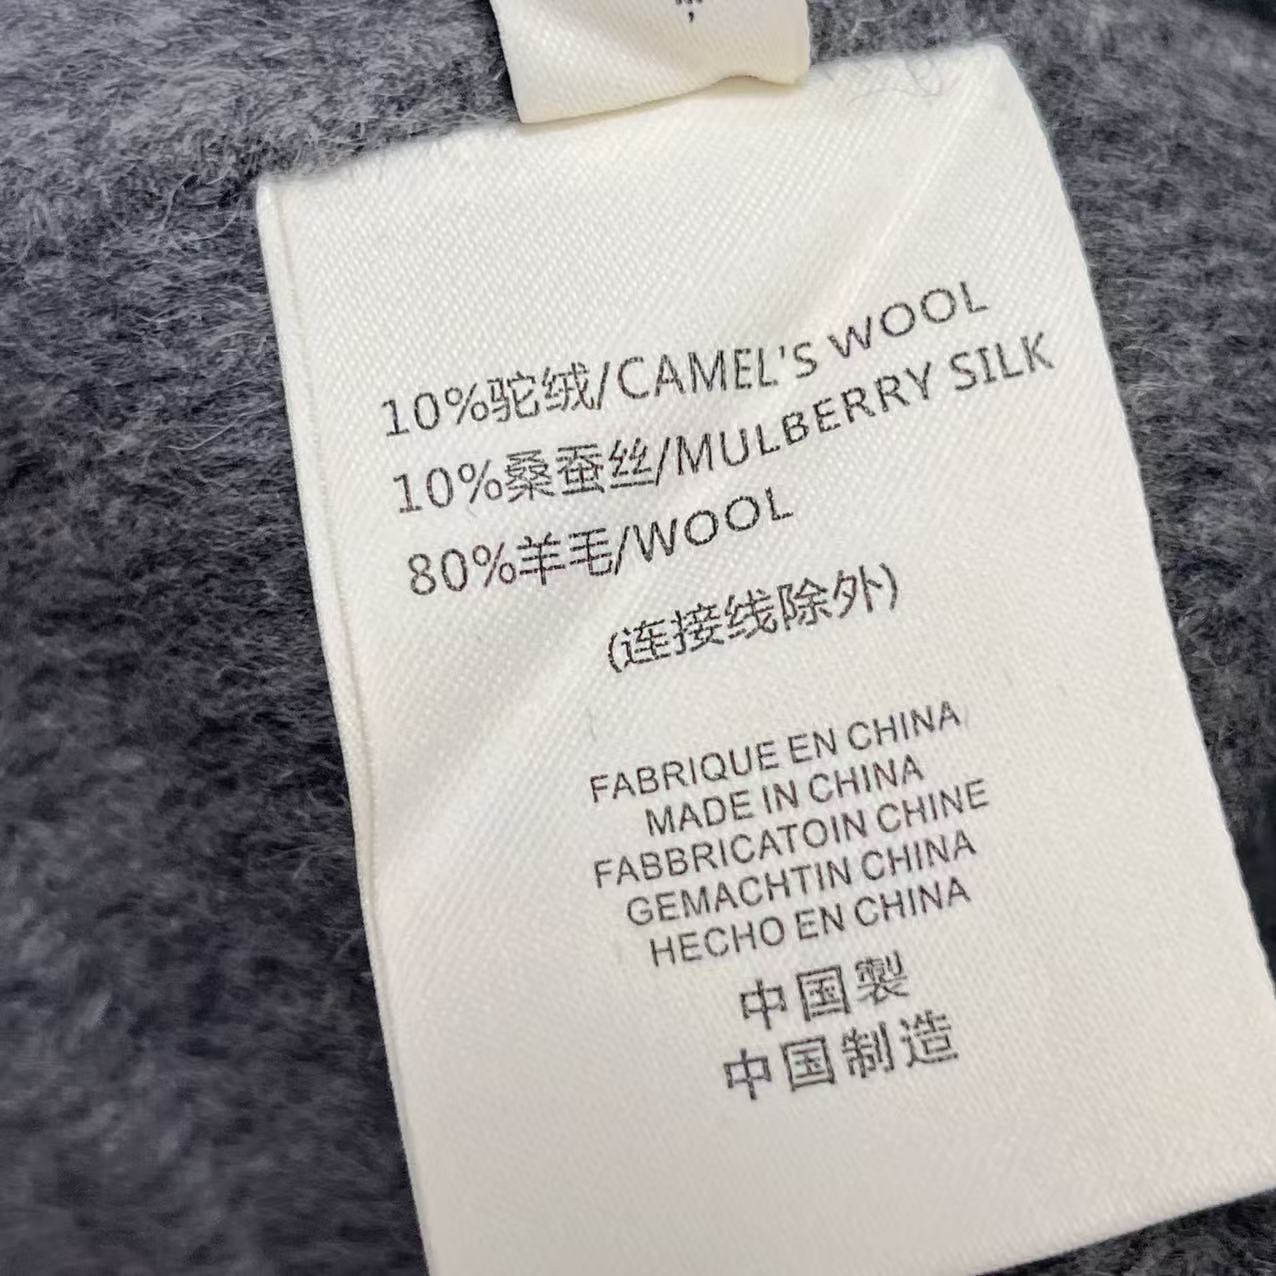 10%驼绒/CAMEL'S WOOL
10%桑蚕丝/MULBERRY SILK
80%羊毛/WOOL
(连接线除外)
FABRIQUE EN CHINA
MADE IN CHINA
FABBRICATOIN CHINE
GEMACHTIN CHINA
HECHO EN CHINA
中国製
中国制造